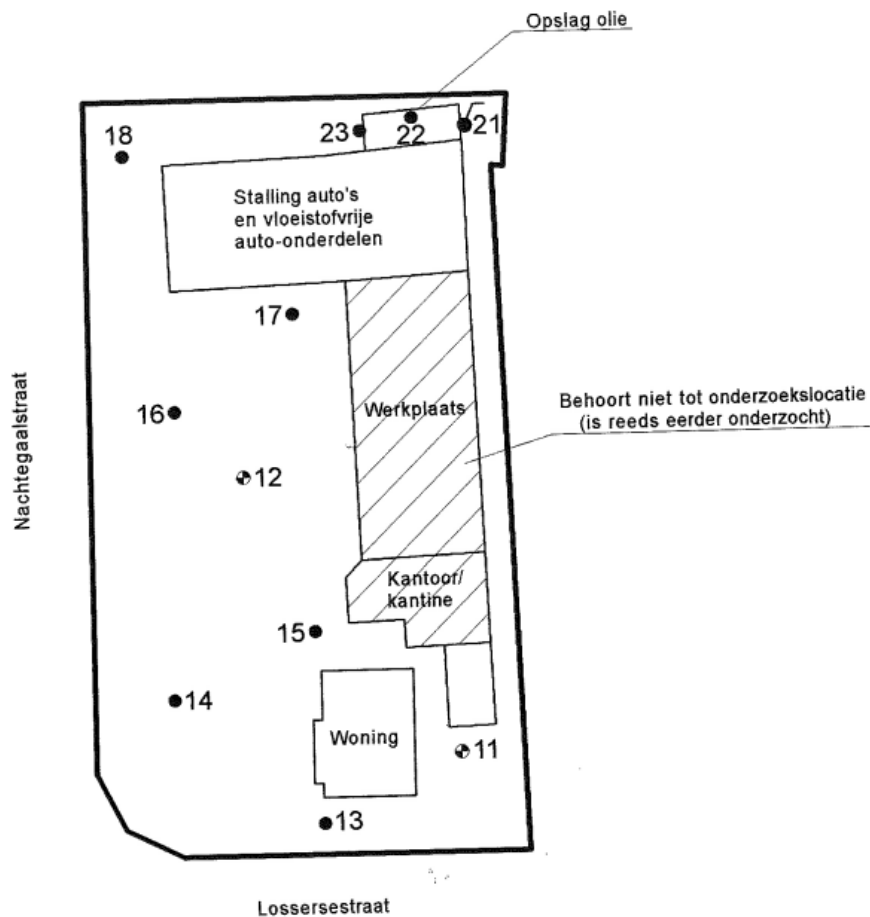 Opslag olie
18
23
22
21
Stalling auto's
en vloeistofvrije
auto-onderdelen
17
Nachtegaalstraat
16
Werkplaats
Behoort niet tot onderzoekslocatie
(is reeds eerder onderzocht)
12
Kantoor/
kantine
15
14
Woning
11
13
Lossersestraat